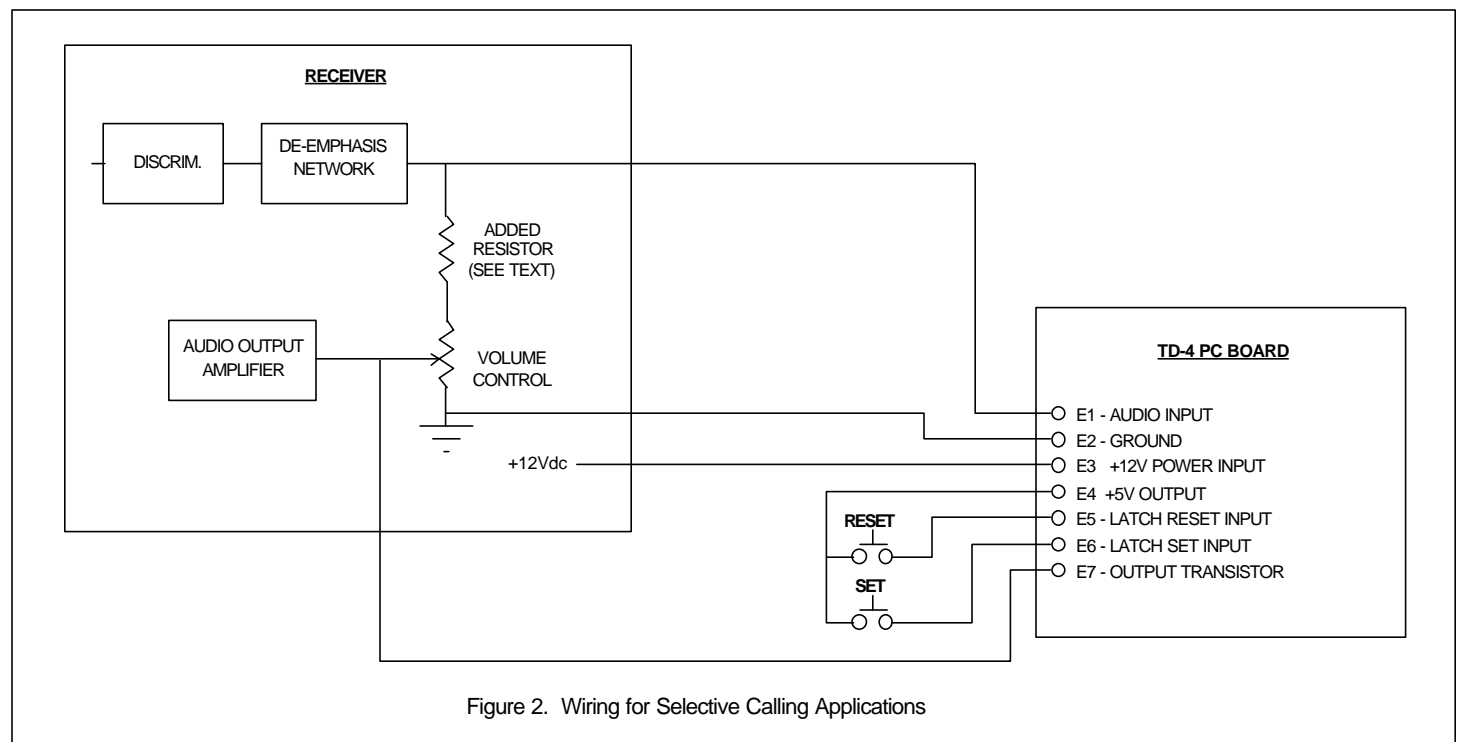 RECEIVER
DISCRIM.
DE-EMPHASIS
NETWORK
ADDED
RESISTOR
(SEE TEXT)
AUDIO OUTPUT
AMPLIFIER
VOLUME
CONTROL
+12Vdc
RESET
SET
TD-4 PC BOARD
E1 - AUDIO INPUT
E2 - GROUND
E3 +12V POWER INPUT
E4 +5V OUTPUT
E5 - LATCH RESET INPUT
E6 - LATCH SET INPUT
E7 - OUTPUT TRANSISTOR
Figure 2. Wiring for Selective Calling Applications